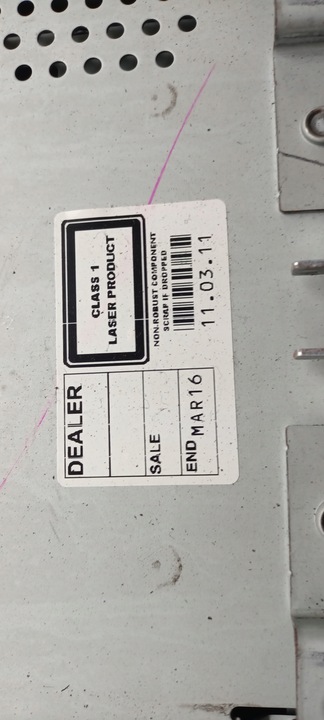 CLASS 1
LASER PRODUCT
NON.ROBUST COMPONENT
SCRAP IF DROPPED
11.03.11
DEALER
SALE
END MAR16